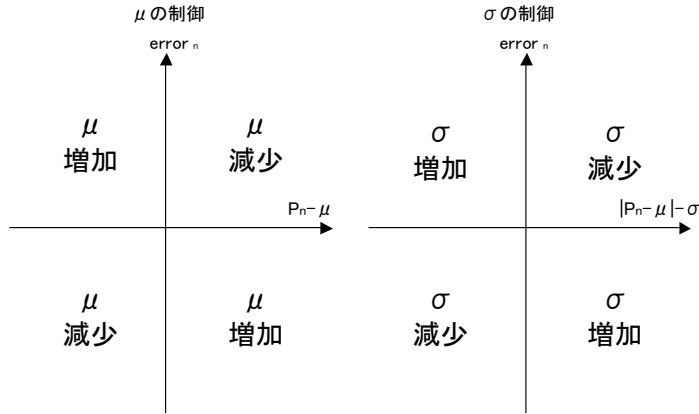 μの制御
error n
μ
増加
μ
減少
Pn-μ
μ
減少
μ
増加
σの制御
error n
σ
増加
σ
減少
|Pn-μ|-σ
σ
減少
σ
増加